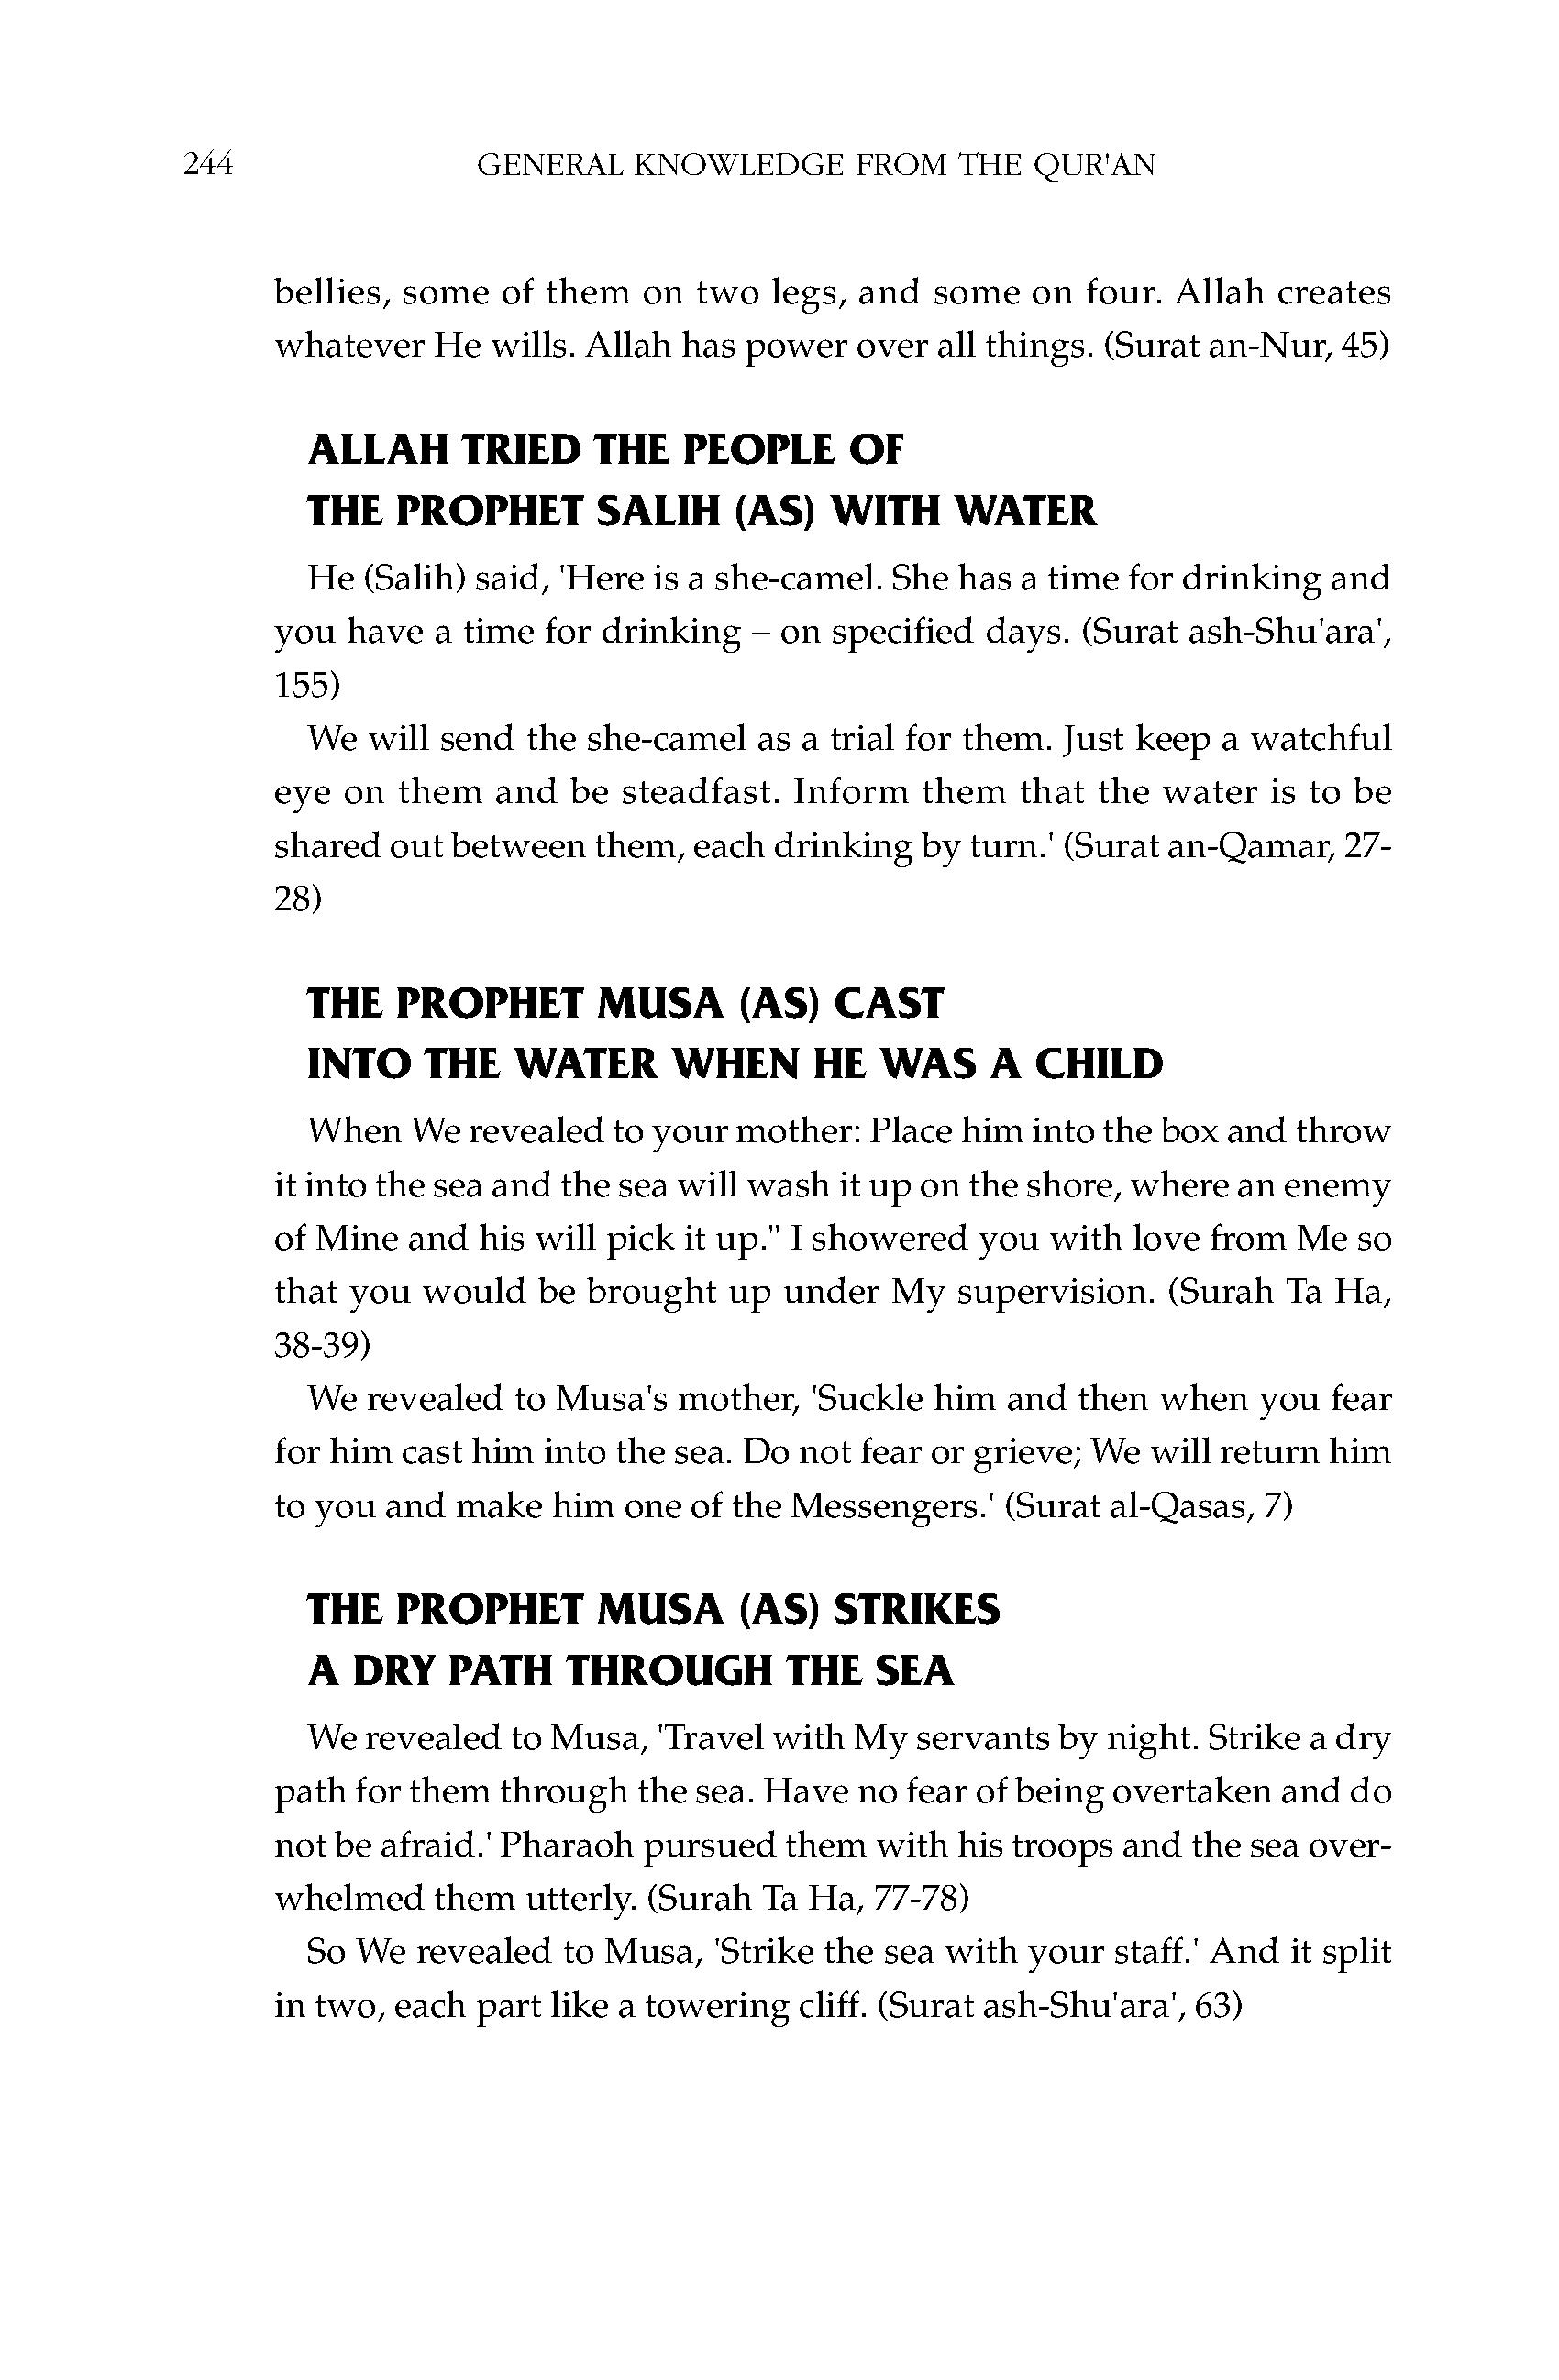 244 GENERAL KNOWLEDGE FROM THE QUR'AN
bellies, some of them on two legs, and some on four. Allah creates
whatever He wills. Allah has power over all things. (Surat an-Nur, 45)
ALLAH TRIED THE PEOPLE OF
THE PROPHET SALIH (AS) WITH WATER
He (Salih) said, 'Here is a she-camel. She has a time for drinking and
you have a time for drinking – on specified days. (Surat ash-Shu'ara',
155)
We will send the she-camel as a trial for them. Just keep a watchful
eye on them and be steadfast. Inform them that the water is to be
shared out between them, each drinking by turn.' (Surat an-Qamar, 27-
28)
THE PROPHET MUSA (AS) CAST
INTO THE WATER WHEN HE WAS A CHILD
When We revealed to your mother: Place him into the box and throw
it into the sea and the sea will wash it up on the shore, where an enemy
of Mine and his will pick it up." I showered you with love from Me so
that you would be brought up under My supervision. (Surah Ta Ha,
38-39)
We revealed to Musa's mother, 'Suckle him and then when you fear
for him cast him into the sea. Do not fear or grieve; We will return him
to you and make him one of the Messengers.' (Surat al-Qasas, 7)
THE PROPHET MUSA (AS) STRIKES
A DRY PATH THROUGH THE SEA
We revealed to Musa, 'Travel with My servants by night. Strike a dry
path for them through the sea. Have no fear of being overtaken and do
not be afraid.' Pharaoh pursued them with his troops and the sea over-
whelmed them utterly. (Surah Ta Ha, 77-78)
So We revealed to Musa, 'Strike the sea with your staff.' And it split
in two, each part like a towering cliff. (Surat ash-Shu'ara', 63)